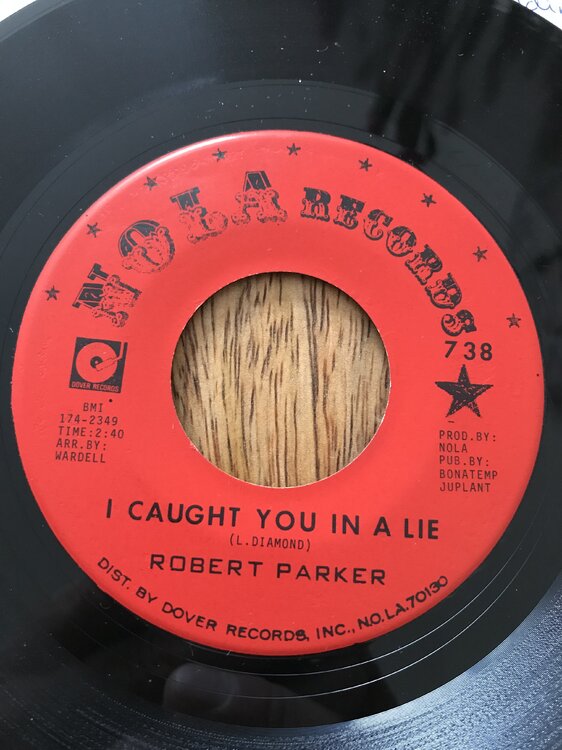 NOLA RECORDS
738
DOVER RECORDS
BMI
174-2349
TIME:2:40
ARR.BY:
WARDELL
PROD.BY:
NOLA
PUB.BY:
BONATEMP
JUPLANT
I CAUGHT YOU IN A LIE
(L.DIAMOND)
ROBERT PARKER
DIST. BY DOVER RECORDS, INC., N.O.LA.70130